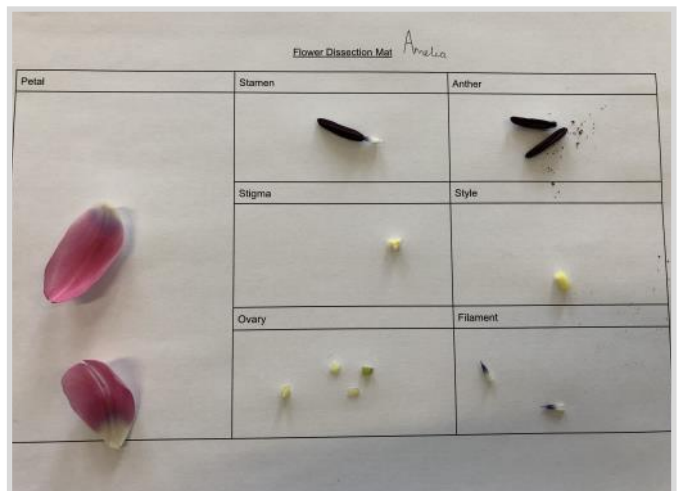 Flower Dissection Mat Amelia
Petal Stamen Anther
Stigma Style
Ovary Filament